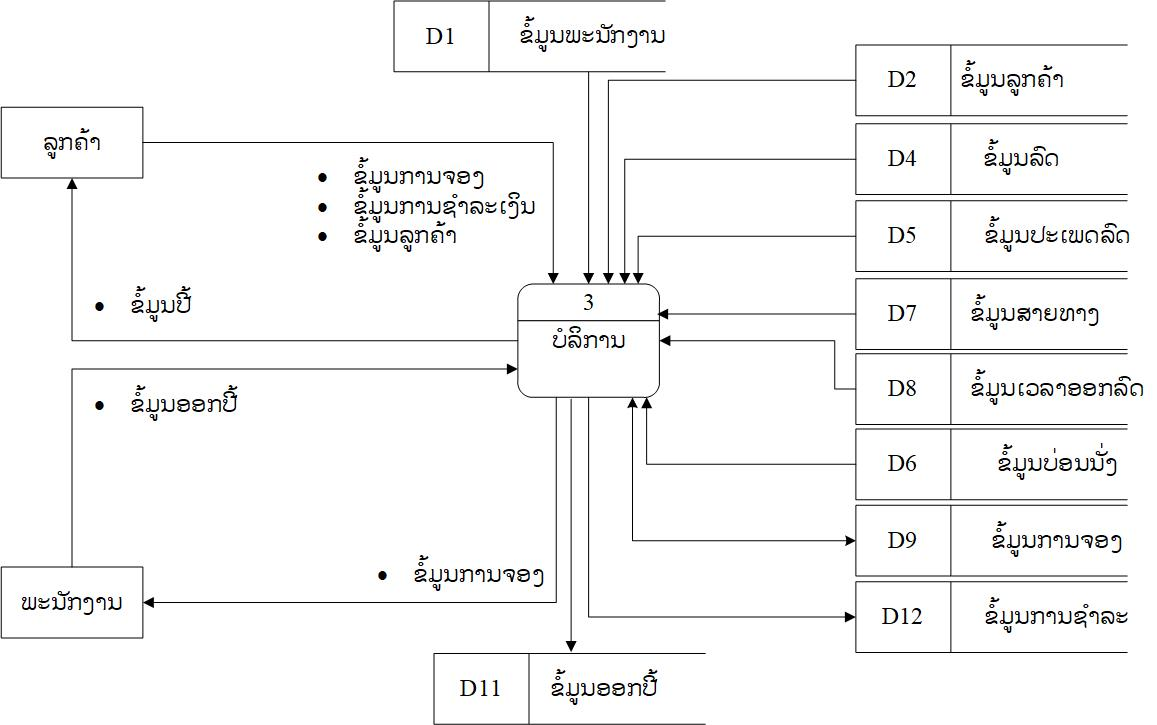 D1 ຂໍ້ມູນພະນັກງານ
D2 ຂໍ້ມູນລູກຄ້າ
ລູກຄ້າ
D4 ຂໍ້ມູນລົດ
• ຂໍ້ມູນການຈອງ
• ຂໍ້ມູນການຊຳລະເງິນ
• ຂໍ້ມູນລູກຄ້າ
D5 ຂໍ້ມູນປະເພດລົດ
• ຂໍ້ມູນປີ້
3
ບໍລິການ
D7 ຂໍ້ມູນສາຍທາງ
D8 ຂໍ້ມູນເວລາອອກລົດ
• ຂໍ້ມູນອອກປີ້
D6 ຂໍ້ມູນບ່ອນນັ່ງ
D9 ຂໍ້ມູນການຈອງ
• ຂໍ້ມູນການຈອງ
ພະນັກງານ
D12 ຂໍ້ມູນການຊຳລະ
D11 ຂໍ້ມູນອອກປີ້